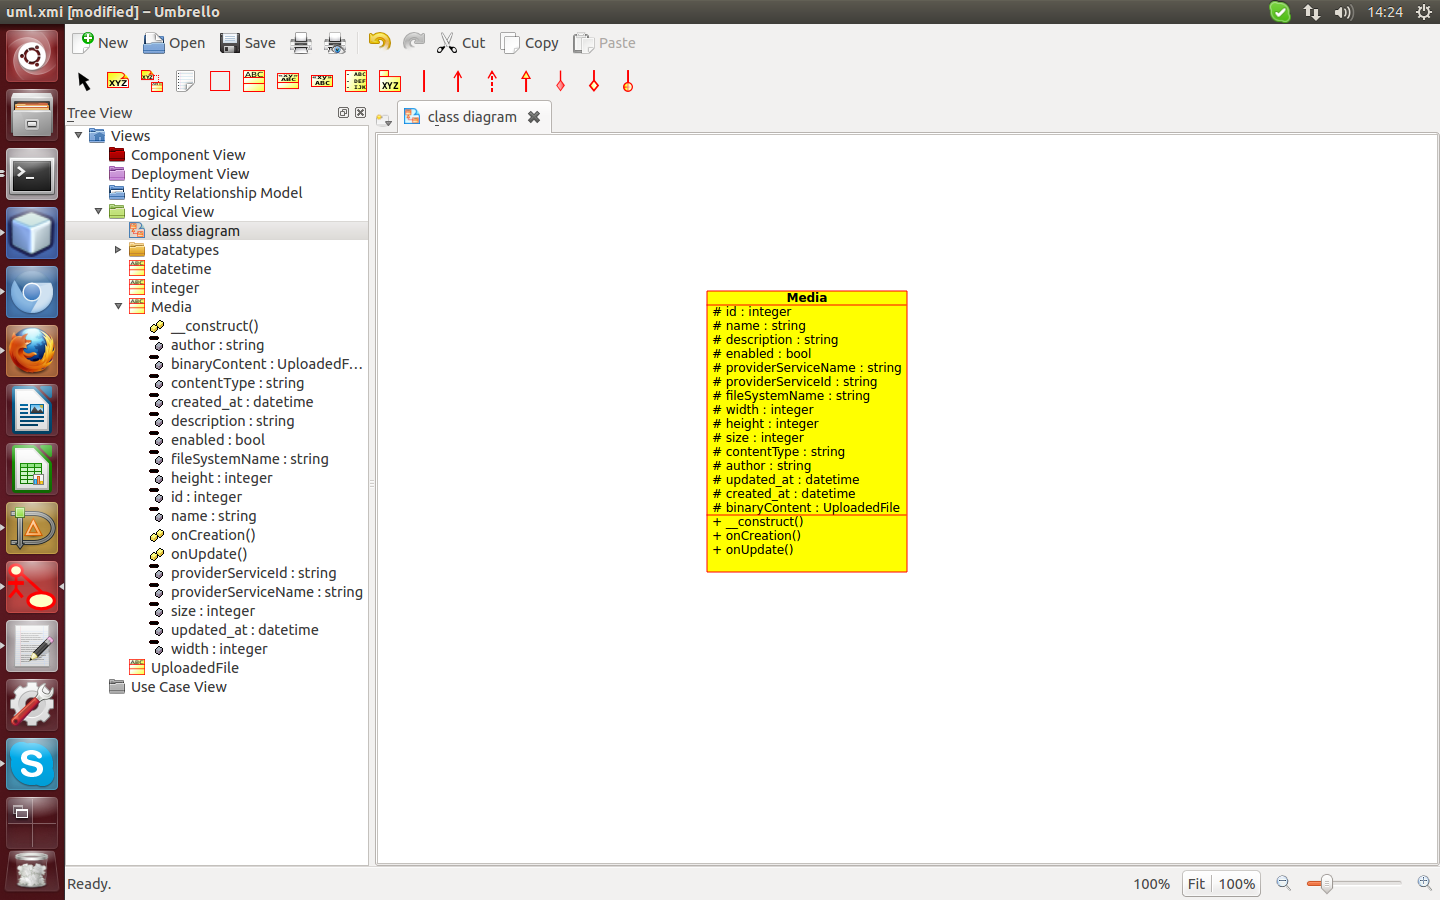 uml.xmi [modified] – Umbrello
14:24
New Open Save Cut Copy Paste
Tree View
class diagram
Views
Component View
Deployment View
Entity Relationship Model
Logical View
class diagram
Datatypes
datetime
integer
Media
__construct()
author : string
binaryContent : UploadedF...
contentType : string
created_at : datetime
description : string
enabled : bool
fileSystemName : string
height : integer
id : integer
name : string
onCreation()
onUpdate()
providerServiceId : string
providerServiceName : string
size : integer
updated_at : datetime
width : integer
UploadedFile
Use Case View
Media
# id : integer
# name : string
# description : string
# enabled : bool
# providerServiceName : string
# providerServiceId : string
# fileSystemName : string
# width : integer
# height : integer
# size : integer
# contentType : string
# author : string
# updated_at : datetime
# created_at : datetime
# binaryContent : UploadedFile
+ __construct()
+ onCreation()
+ onUpdate()
Ready.
100% Fit 100%